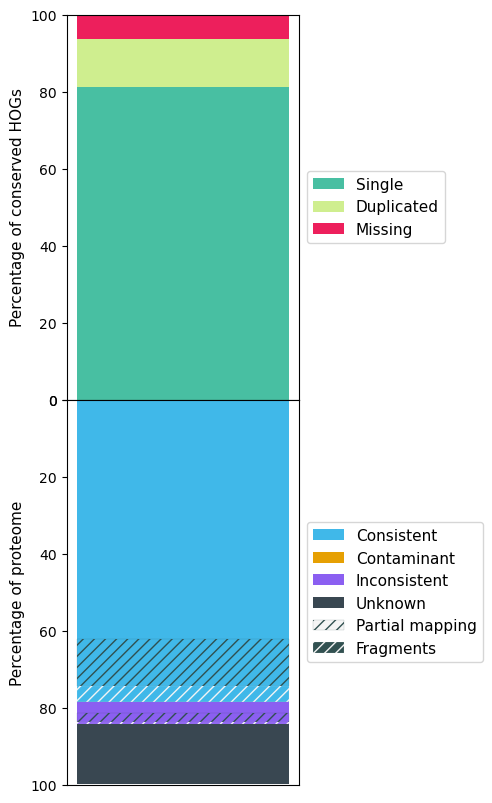 100
80
60
40
20
0
Percentage of conserved HOGs
Single
Duplicated
Missing
0
20
40
60
80
100
Percentage of proteome
Consistent
Contaminant
Inconsistent
Unknown
Partial mapping
Fragments